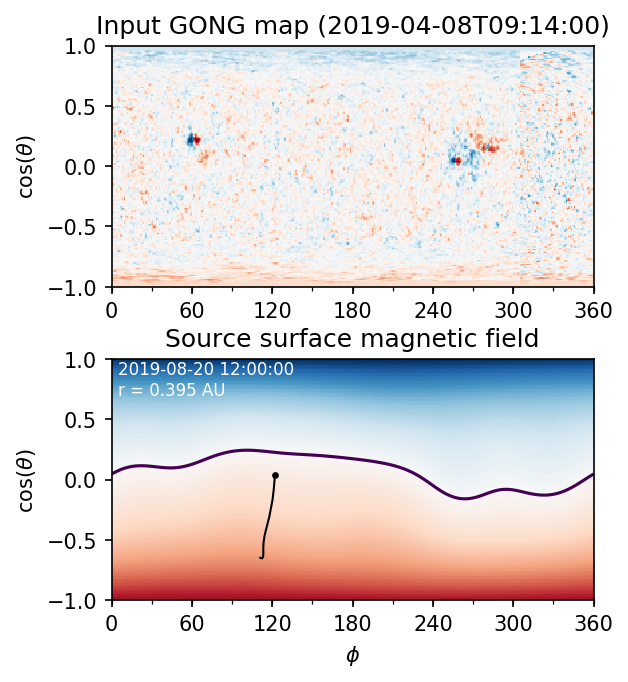 Input GONG map (2019-04-08T09:14:00)
1.0
0.5
0.0
−0.5
−1.0
cos(θ)
0 60 120 180 240 300 360
Source surface magnetic field
2019-08-20 12:00:00
r = 0.395 AU
1.0
0.5
0.0
−0.5
−1.0
cos(θ)
0 60 120 180 240 300 360
ϕ